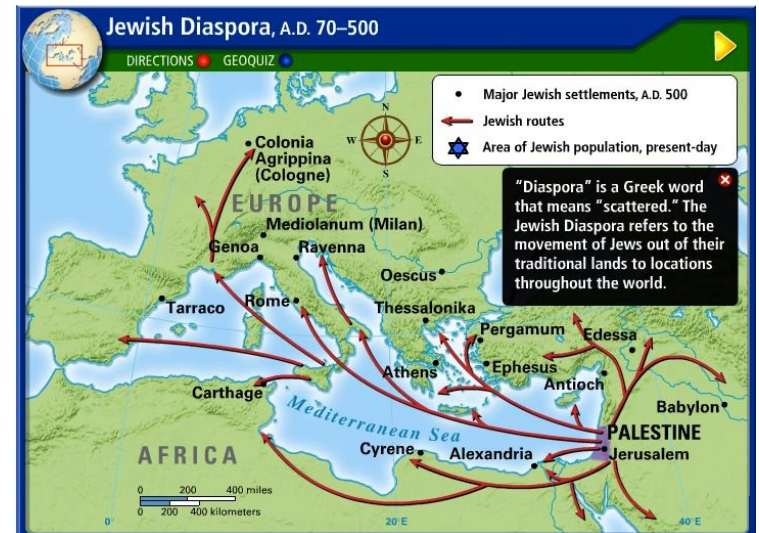 Jewish Diaspora, A.D. 70–500
DIRECTIONS GEOQUIZ
Major Jewish settlements, A.D. 500
Jewish routes
Area of Jewish population, present-day
"Diaspora" is a Greek word
that means "scattered." The
Jewish Diaspora refers to the
movement of Jews out of their
traditional lands to locations
throughout the world.
N
W E
S
Colonia
Agrippina
(Cologne)
EUROPE
Mediolanum (Milan)
Genoa Ravenna
Oescus
Tarraco
Rome
Thessalonika
Pergamum
Edessa
Athens
Ephesus
Antioch
Carthage
Babylon
Mediterranean Sea
PALESTINE
Cyrene
Alexandria
Jerusalem
AFRICA
0 200 400 miles
0 200 400 kilometers
0°
20°E
40°E